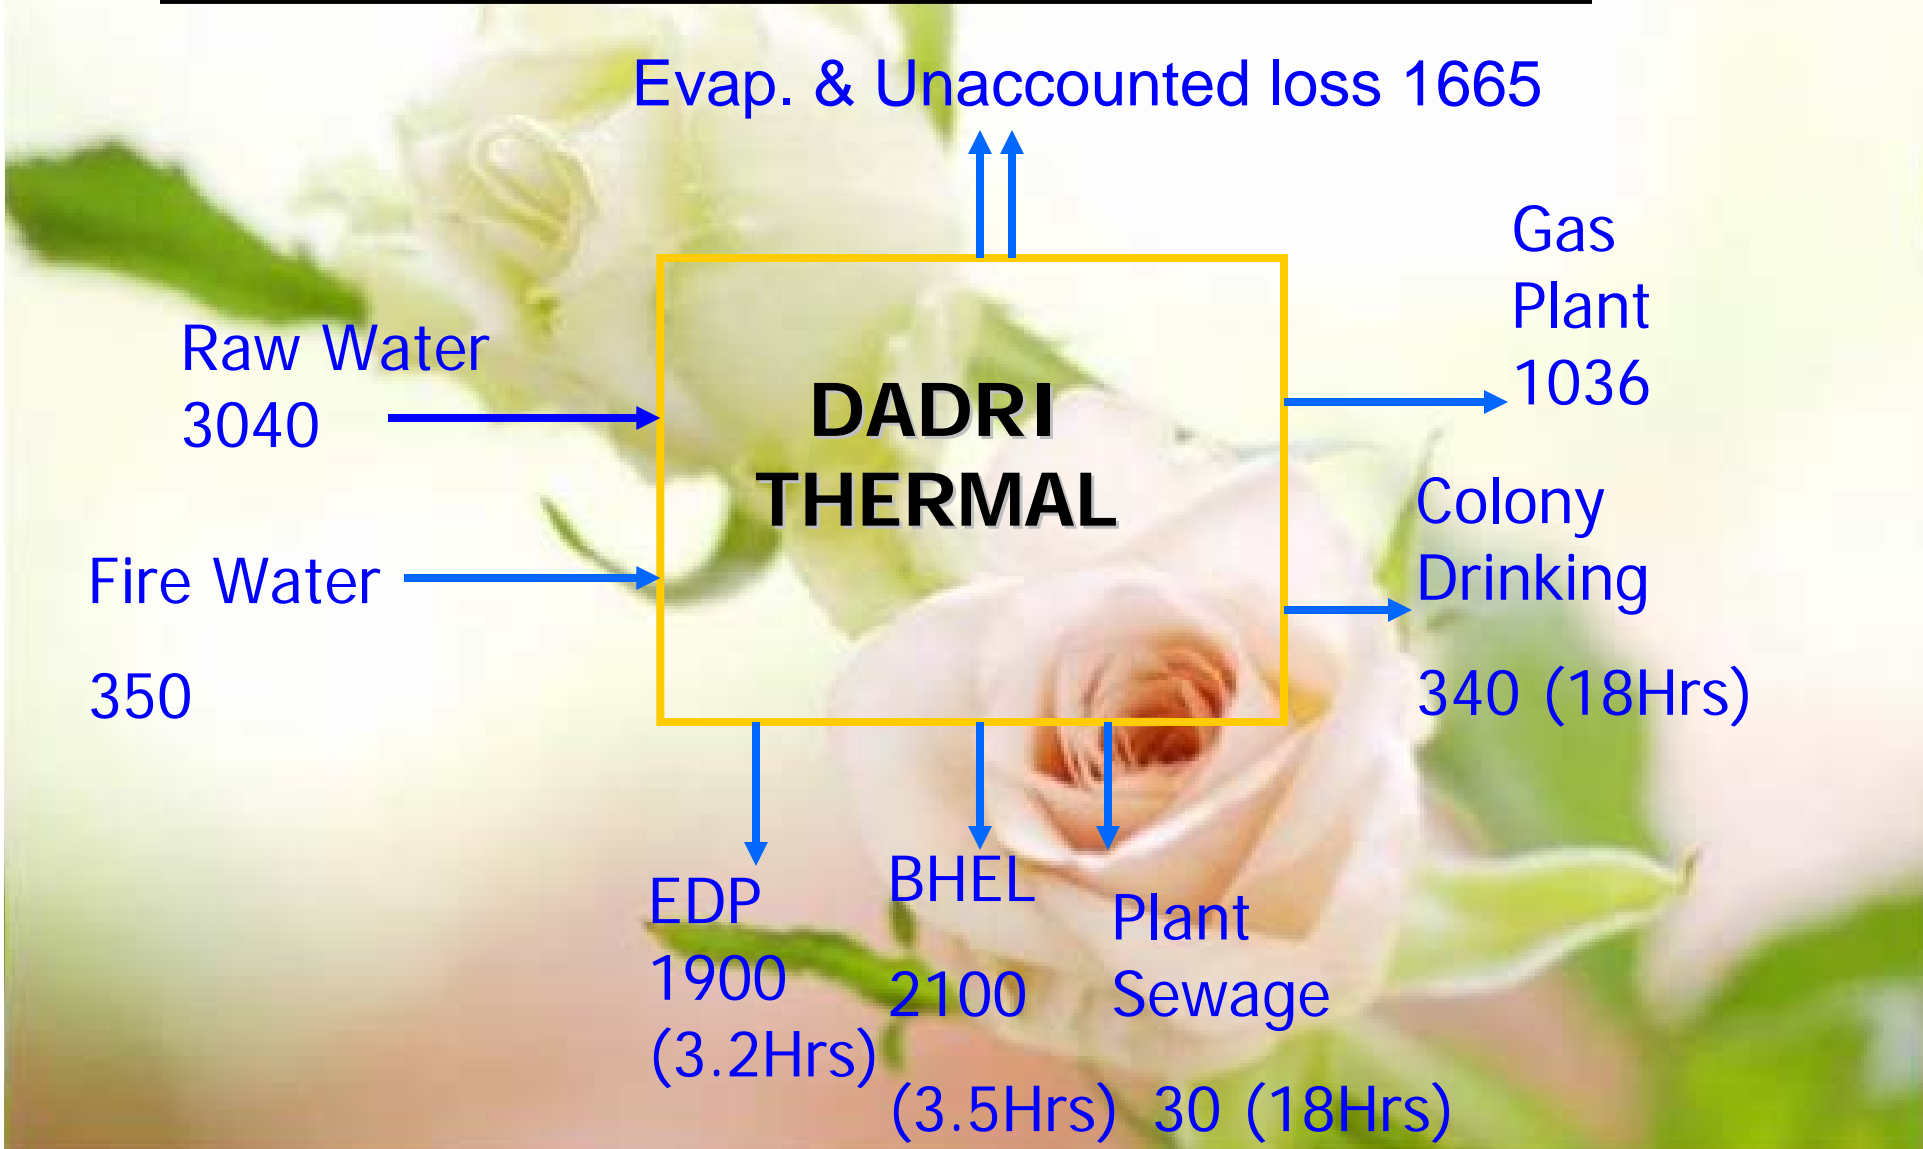 Evap. & Unaccounted loss 1665
Gas
Plant
1036
Raw Water
3040
DADRI
THERMAL
Colony
Drinking
340 (18Hrs)
Fire Water
350
EDP
1900
(3.2Hrs)
BHEL
2100
(3.5Hrs)
Plant
Sewage
30 (18Hrs)